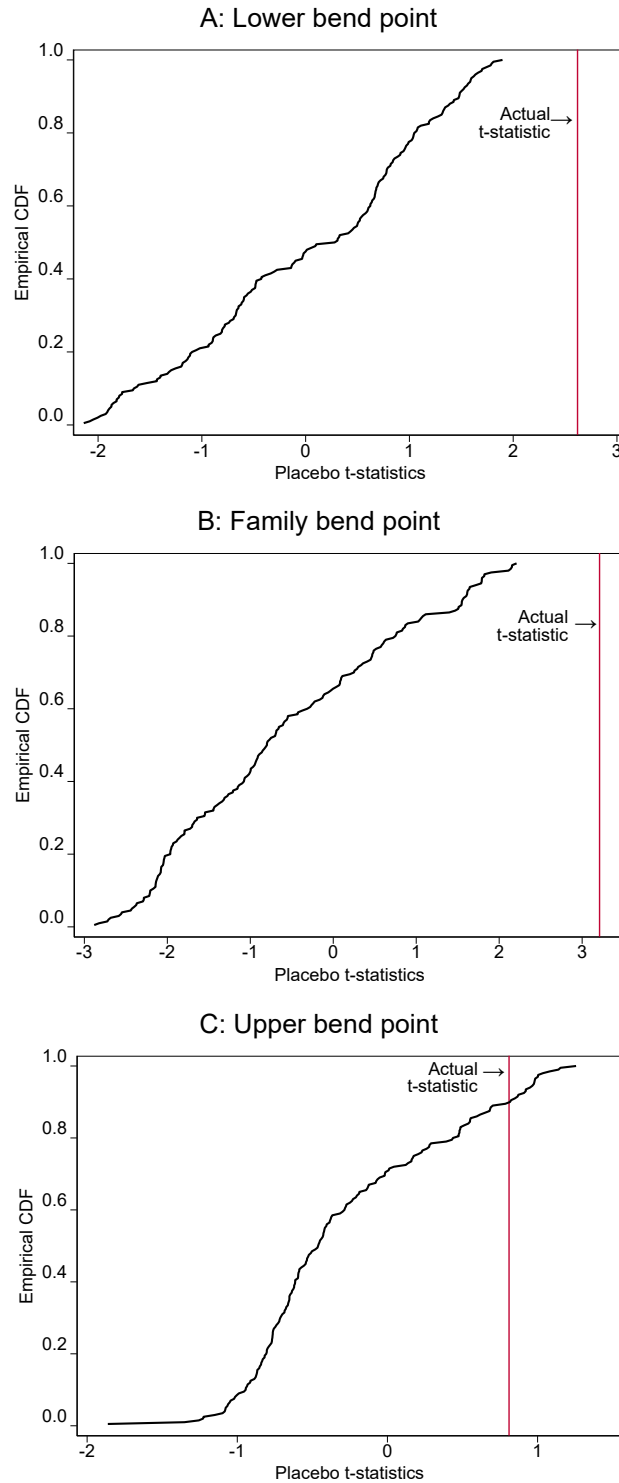 A: Lower bend point
1.0
0.8
0.6
0.4
0.2
0.0
Empirical CDF
Actual→
t-statistic
-2 -1 0 1 2 3
Placebo t-statistics
B: Family bend point
1.0
0.8
0.6
0.4
0.2
0.0
Empirical CDF
Actual →
t-statistic
-3 -2 -1 0 1 2 3
Placebo t-statistics
C: Upper bend point
1.0
0.8
0.6
0.4
0.2
0.0
Empirical CDF
Actual →
t-statistic
-2 -1 0 1
Placebo t-statistics